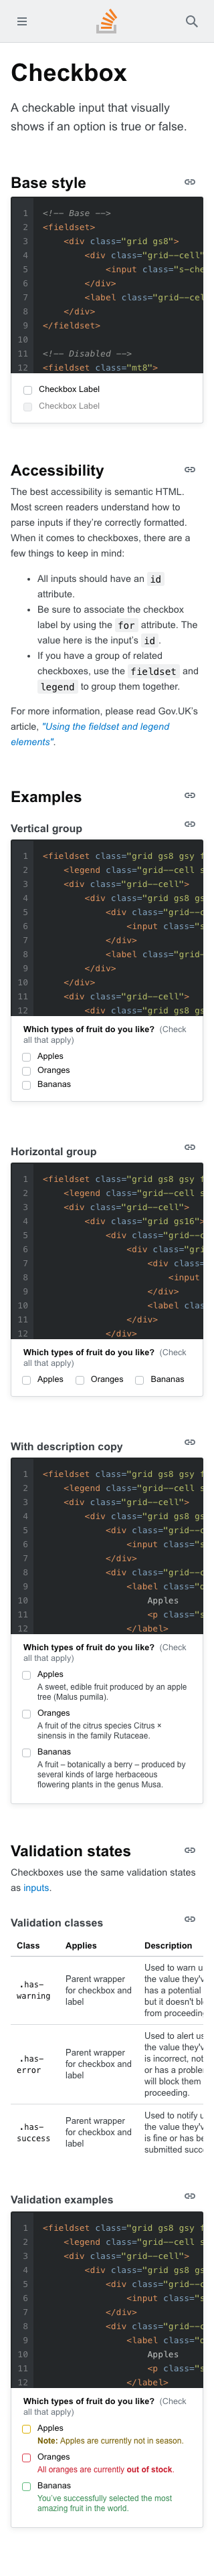 Checkbox
A checkable input that visually
shows if an option is true or false.
Base style
1 <!-- Base -->
2 <fieldset>
3 <div class="grid gs8">
4 <div class="grid--cell"
5 <input class="s-che
6 </div>
7 <label class="grid--cel
8 </div>
9 </fieldset>
10
11 <!-- Disabled -->
12 <fieldset class="mt8">
Checkbox Label
Checkbox Label
Accessibility
The best accessibility is semantic HTML.
Most screen readers understand how to
parse inputs if they're correctly formatted.
When it comes to checkboxes, there are a
few things to keep in mind:
• All inputs should have an id
attribute.
• Be sure to associate the checkbox
label by using the for attribute. The
value here is the input's id.
• If you have a group of related
checkboxes, use the fieldset and
legend to group them together.
For more information, please read Gov.UK's
article, "Using the fieldset and legend
elements".
Examples
Vertical group
1 <fieldset class="grid gs8 gsy f
2 <legend class="grid--cell s
3 <div class="grid--cell">
4 <div class="grid gs8 gs
5 <div class="grid--c
6 <input class="s
7 </div>
8 <label class="grid-
9 </div>
10 </div>
11 <div class="grid--cell">
12 <div class="grid gs8 gs
Which types of fruit do you like? (Check
all that apply)
Apples
Oranges
Bananas
Horizontal group
1 <fieldset class="grid gs8 gsy f
2 <legend class="grid--cell s
3 <div class="grid--cell">
4 <div class="grid gs16">
5 <div class="grid--c
6 <div class="gri
7 <div class=
8 <input
9 </div>
10 <label clas
11 </div>
12 </div>
Which types of fruit do you like? (Check
all that apply)
Apples Oranges Bananas
With description copy
1 <fieldset class="grid gs8 gsy f
2 <legend class="grid--cell s
3 <div class="grid--cell">
4 <div class="grid gs8 gs
5 <div class="grid--c
6 <input class="s
7 </div>
8 <div class="grid--c
9 <label class="d
10 Apples
11 <p class="s
12 </label>
Which types of fruit do you like? (Check
all that apply)
Apples
A sweet, edible fruit produced by an apple
tree (Malus pumila).
Oranges
A fruit of the citrus species Citrus ×
sinensis in the family Rutaceae.
Bananas
A fruit – botanically a berry – produced by
several kinds of large herbaceous
flowering plants in the genus Musa.
Validation states
Checkboxes use the same validation states
as inputs.
Validation classes
Class Applies Description
.has-warning Parent wrapper for checkbox and label Used to warn u the value they'v has a potential but it doesn't bl from proceedin
.has-error Parent wrapper for checkbox and label Used to alert us the value they'v is incorrect, not or has a proble will block them proceeding.
.has-success Parent wrapper for checkbox and label Used to notify u the value they'v is fine or has be submitted succ
Validation examples
1 <fieldset class="grid gs8 gsy f
2 <legend class="grid--cell s
3 <div class="grid--cell">
4 <div class="grid gs8 gs
5 <div class="grid--c
6 <input class="s
7 </div>
8 <div class="grid--c
9 <label class="d
10 Apples
11 <p class="s
12 </label>
Which types of fruit do you like? (Check
all that apply)
Apples
Note: Apples are currently not in season.
Oranges
All oranges are currently out of stock.
Bananas
You've successfully selected the most
amazing fruit in the world.